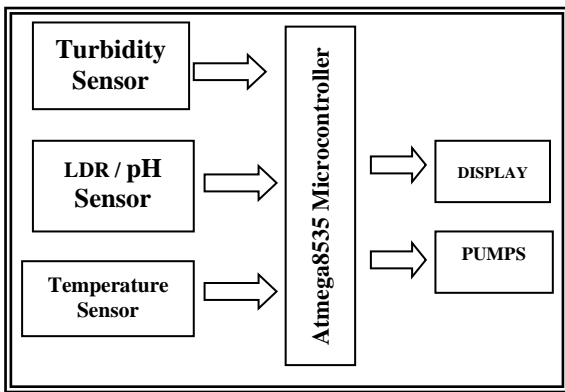 Turbidity
Sensor
LDR / pH
Sensor
Temperature
Sensor
Atmega8535 Microcontroller
DISPLAY
PUMPS